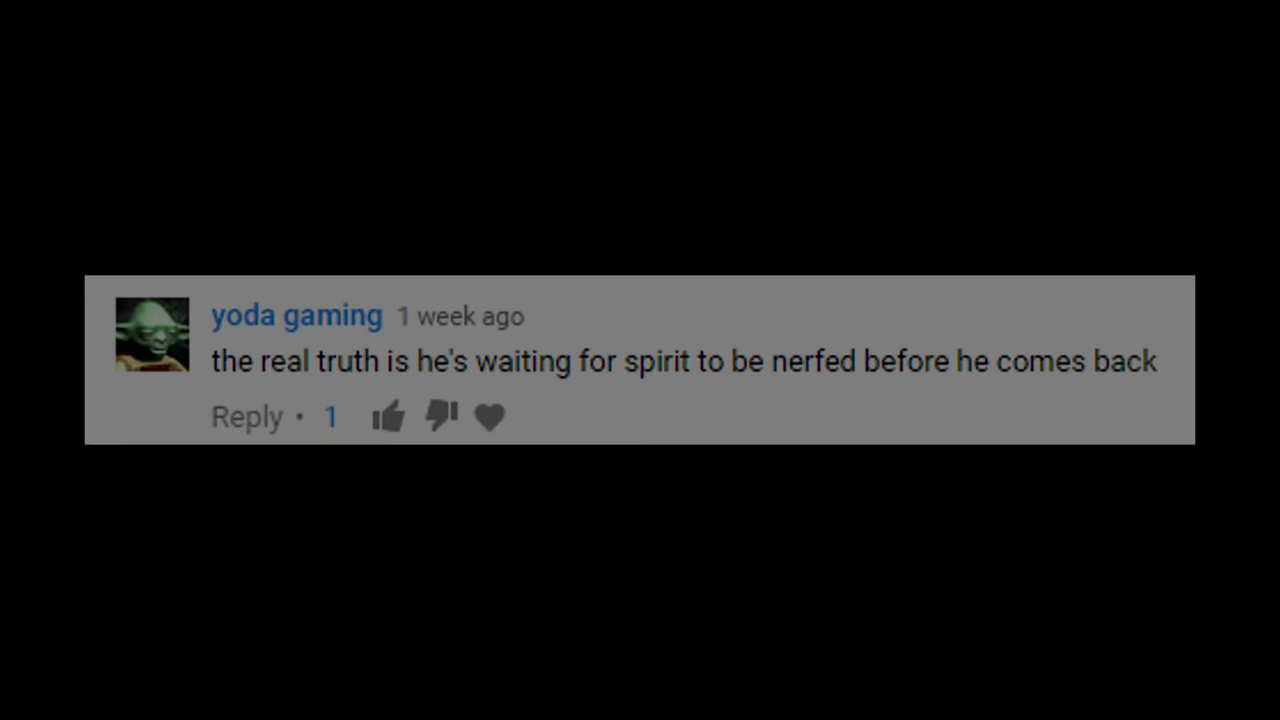 yoda gaming 1 week ago
the real truth is he's waiting for spirit to be nerfed before he comes back
Reply • 1